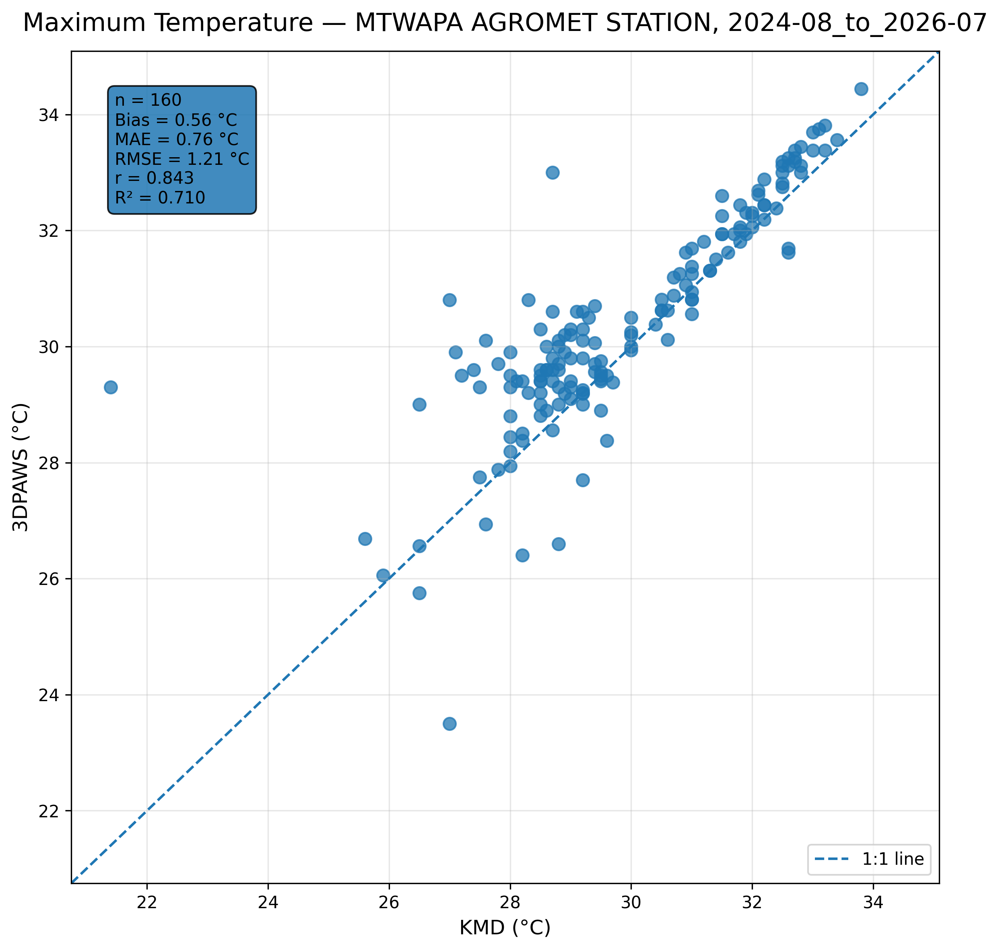 Maximum Temperature — MTWAPA AGROMET STATION, 2024-08_to_2026-07
n = 160
Bias = 0.56 °C
MAE = 0.76 °C
RMSE = 1.21 °C
r = 0.843
R² = 0.710
34
32
30
28
26
24
22
3DPAWS (°C)
1:1 line
22 24 26 28 30 32 34
KMD (°C)